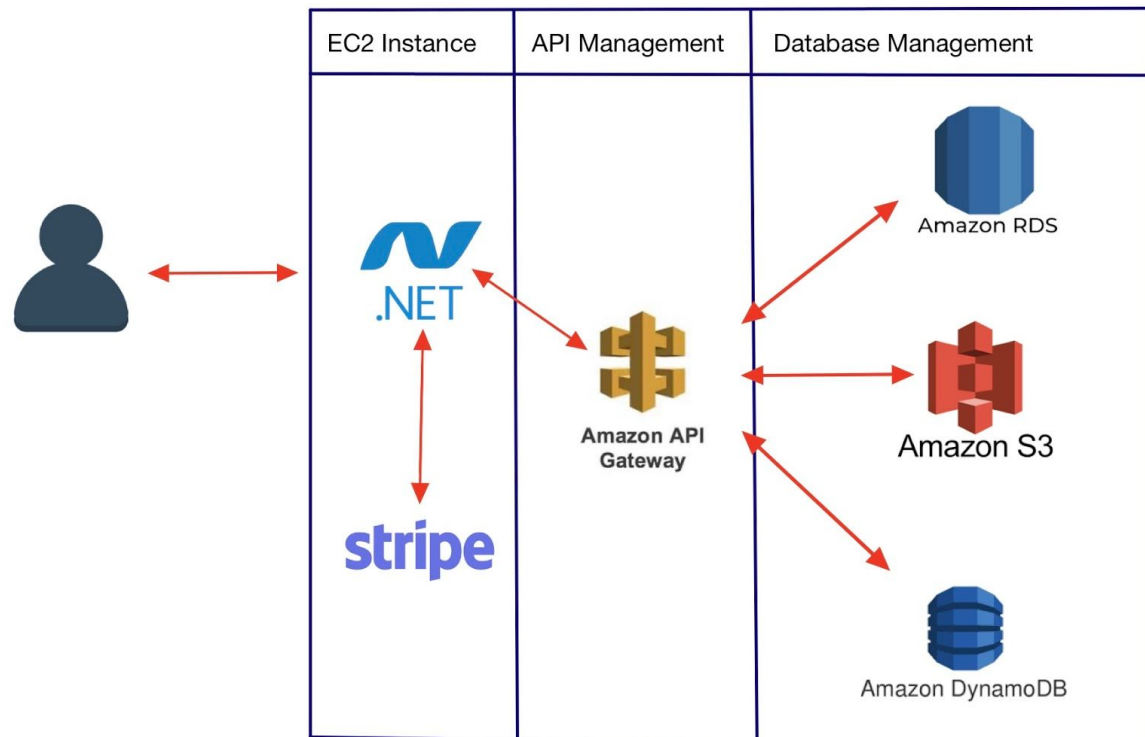 EC2 Instance
API Management
Database Management
Amazon RDS
.NET
Amazon API
Gateway
Amazon S3
stripe
Amazon DynamoDB